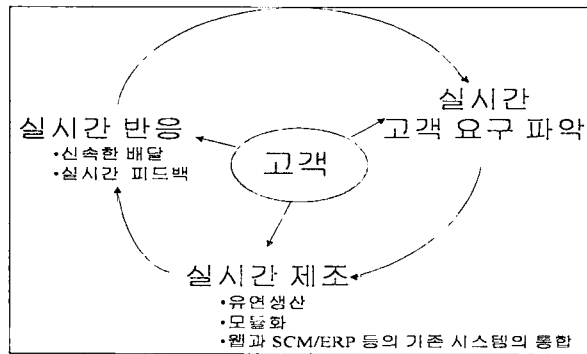 실시간
고객 요구 파악
실시간 반응
•신속한 배달
•실시간 피드백
고객
실시간 제조
•유연생산
•모듈화
•웹과 SCM/ERP 등의 기존 시스템의 통합